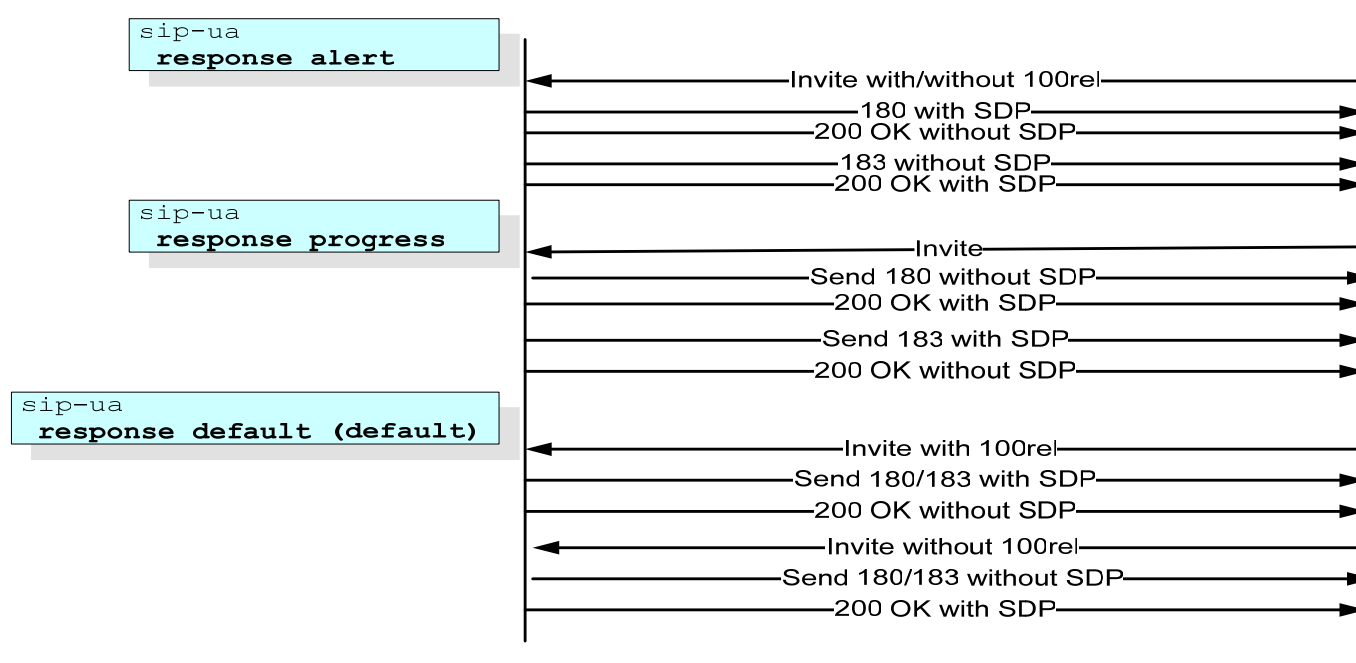 sip-ua
response alert
Invite with/without 100rel
180 with SDP
200 OK without SDP
183 without SDP
200 OK with SDP
sip-ua
response progress
Invite
Send 180 without SDP
200 OK with SDP
Send 183 with SDP
200 OK without SDP
sip-ua
response default (default)
Invite with 100rel
Send 180/183 with SDP
200 OK without SDP
Invite without 100rel
Send 180/183 without SDP
200 OK with SDP